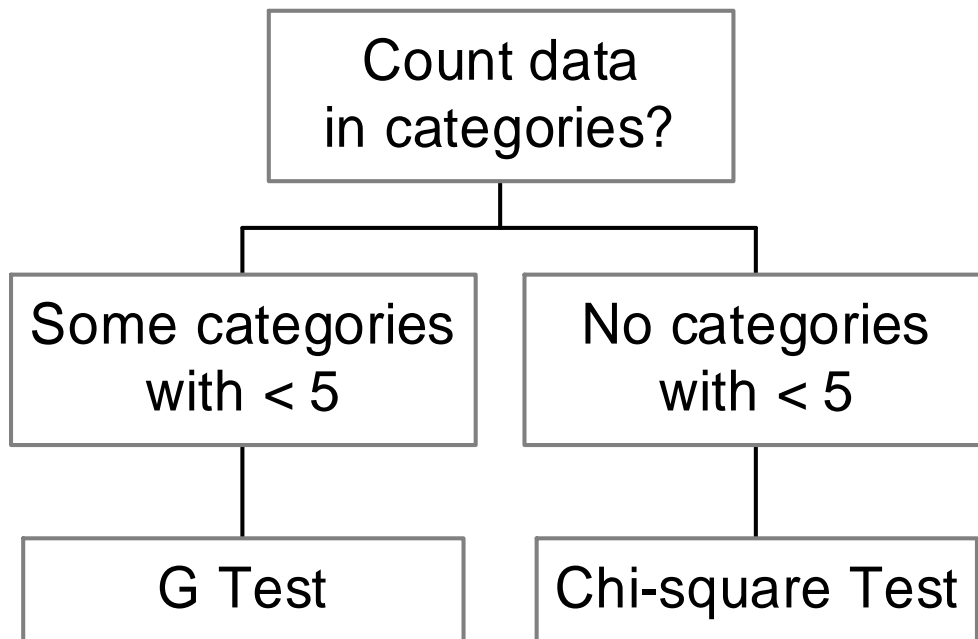 Count data
in categories?
Some categories
with < 5
No categories
with < 5
G Test
Chi-square Test